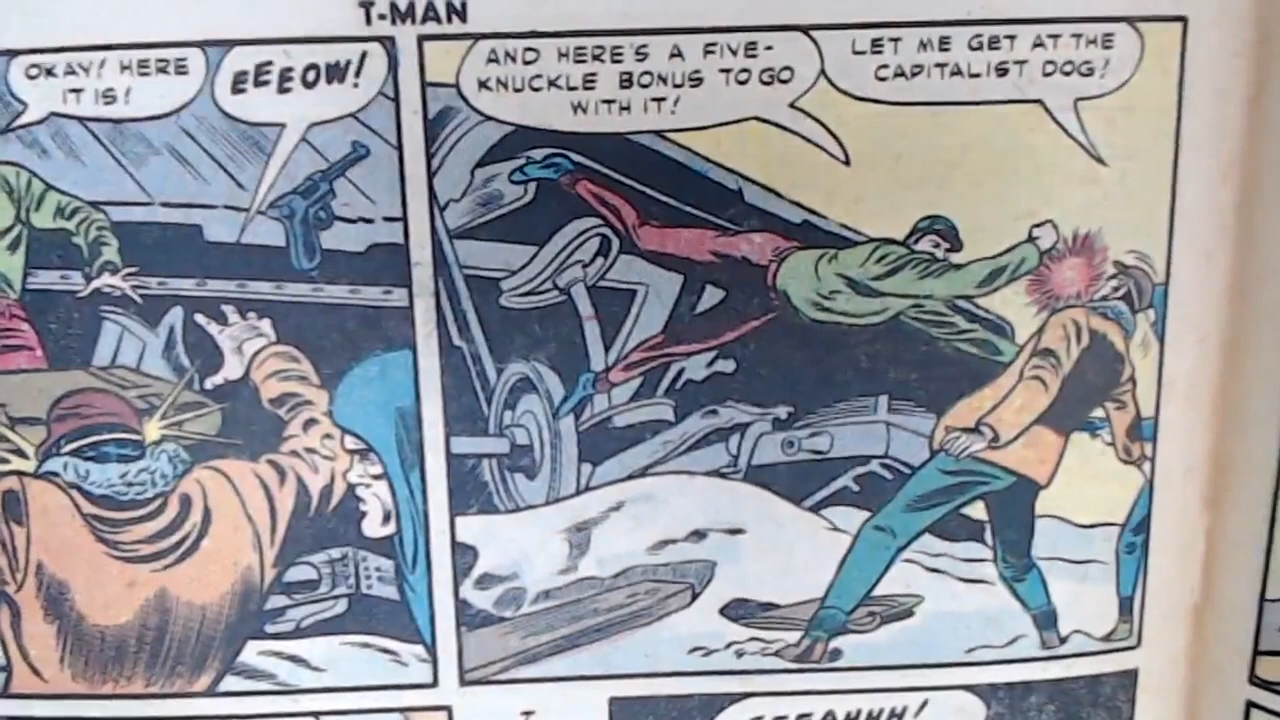 T-MAN
OKAY! HERE
IT IS!
EEEOW!
AND HERE'S A FIVE-
KNUCKLE BONUS TO GO
WITH IT!
LET ME GET AT THE
CAPITALIST DOG!